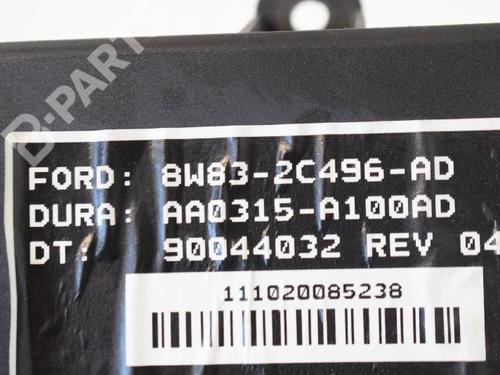 B-PARTS
FORD: 8W83-2C496-AD
DURA: AA0315-A100AD
DT: 90044032 REV 04
111020085238